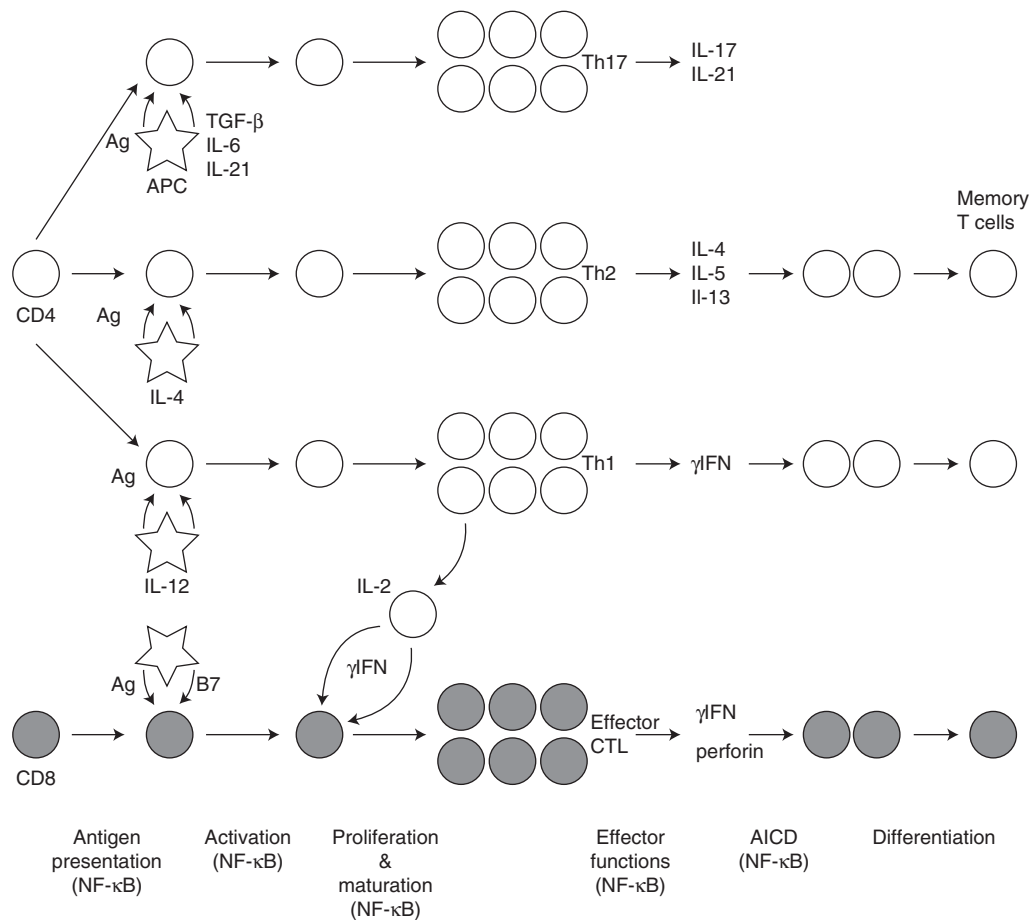 Th17
IL-17
IL-21
Ag
TGF-β
IL-6
IL-21
APC
Memory
T cells
CD4
Ag
Th2
IL-4
IL-5
Il-13
IL-4
Ag
Th1
γIFN
IL-12
IL-2
γIFN
Ag
B7
CD8
Effector
CTL
γIFN
perforin
Antigen
presentation
(NF-κB)
Activation
(NF-κB)
Proliferation
&
maturation
(NF-κB)
Effector
functions
(NF-κB)
AICD
(NF-κB)
Differentiation